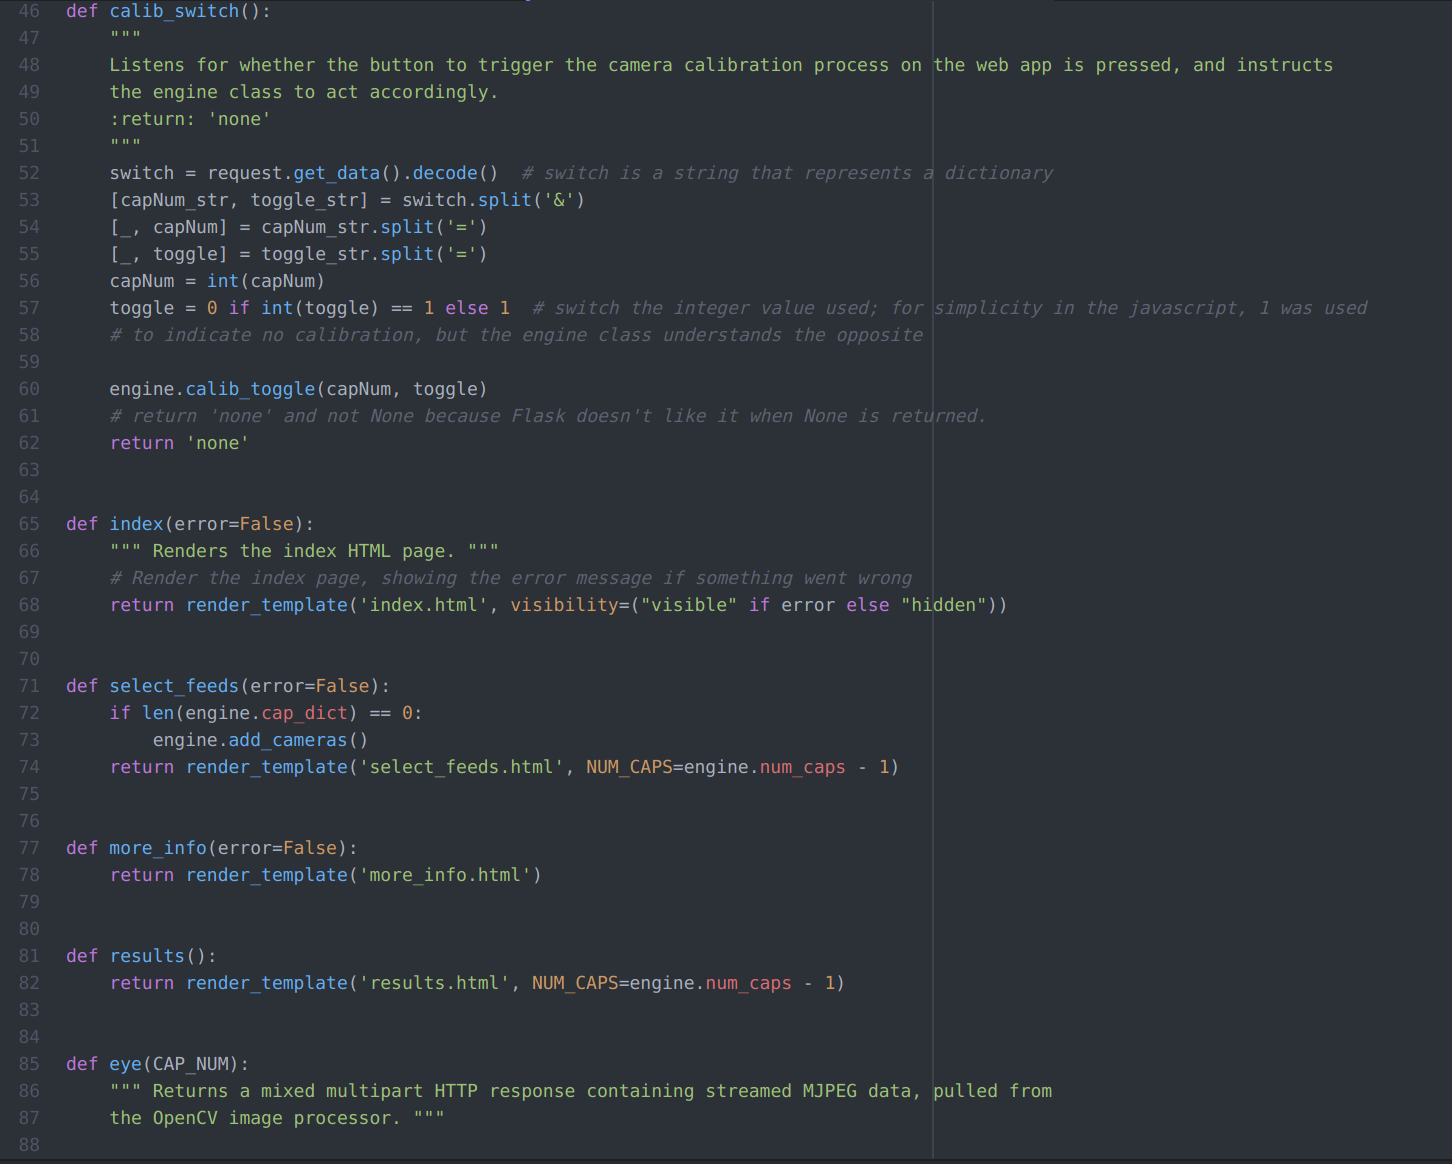 46 def calib_switch():
47     """
48     Listens for whether the button to trigger the camera calibration process on the web app is pressed, and instructs
49     the engine class to act accordingly.
50     :return: 'none'
51     """
52     switch = request.get_data().decode()  # switch is a string that represents a dictionary
53     [capNum_str, toggle_str] = switch.split('&')
54     [_, capNum] = capNum_str.split('=')
55     [_, toggle] = toggle_str.split('=')
56     capNum = int(capNum)
57     toggle = 0 if int(toggle) == 1 else 1  # switch the integer value used; for simplicity in the javascript, 1 was used
58     # to indicate no calibration, but the engine class understands the opposite
59
60     engine.calib_toggle(capNum, toggle)
61     # return 'none' and not None because Flask doesn't like it when None is returned.
62     return 'none'
63
64
65 def index(error=False):
66     """ Renders the index HTML page. """
67     # Render the index page, showing the error message if something went wrong
68     return render_template('index.html', visibility=("visible" if error else "hidden"))
69
70
71 def select_feeds(error=False):
72     if len(engine.cap_dict) == 0:
73         engine.add_cameras()
74     return render_template('select_feeds.html', NUM_CAPS=engine.num_caps - 1)
75
76
77 def more_info(error=False):
78     return render_template('more_info.html')
79
80
81 def results():
82     return render_template('results.html', NUM_CAPS=engine.num_caps - 1)
83
84
85 def eye(CAP_NUM):
86     """ Returns a mixed multipart HTTP response containing streamed MJPEG data, pulled from
87     the OpenCV image processor. """
88